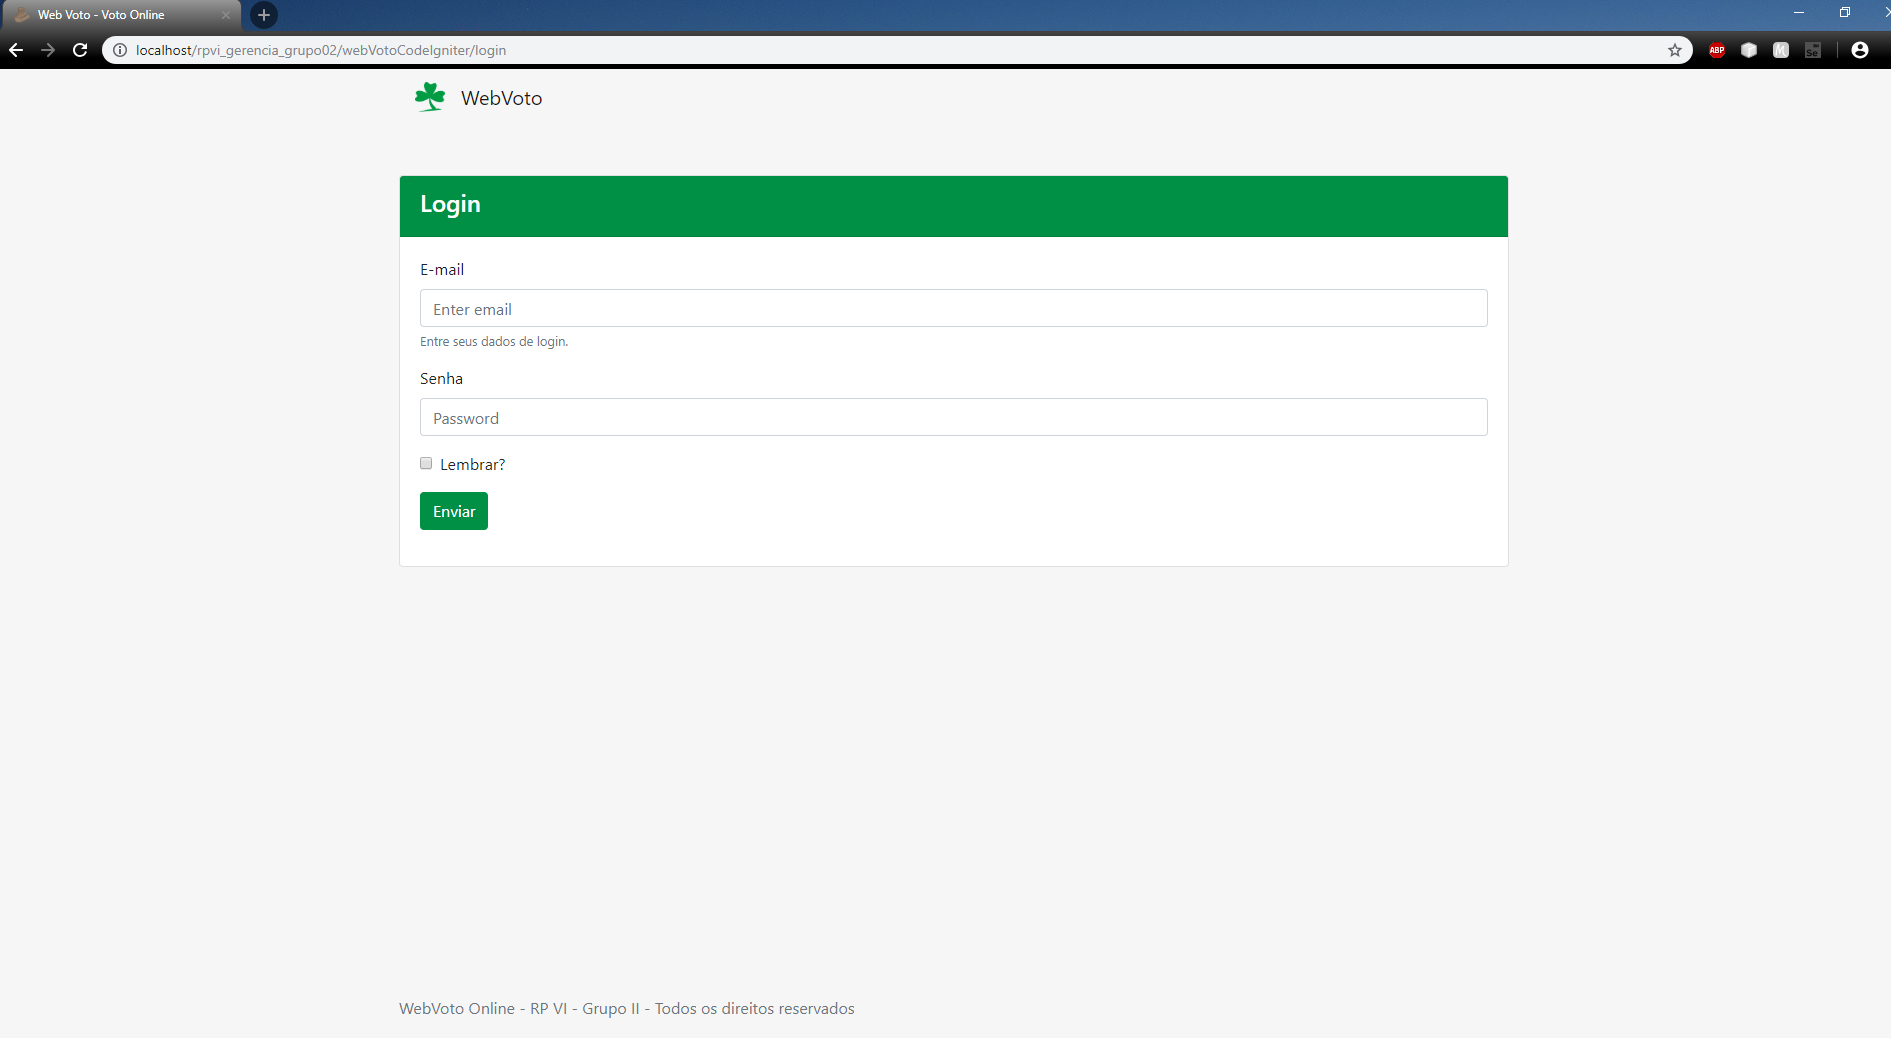 Web Voto - Voto Online
localhost/rpvi_gerencia_grupo02/webVotoCodeIgniter/login
ABP
M
Se
WebVoto
Login
E-mail
Enter email
Entre seus dados de login.
Senha
Password
Lembrar?
Enviar
WebVoto Online - RP VI - Grupo II - Todos os direitos reservados